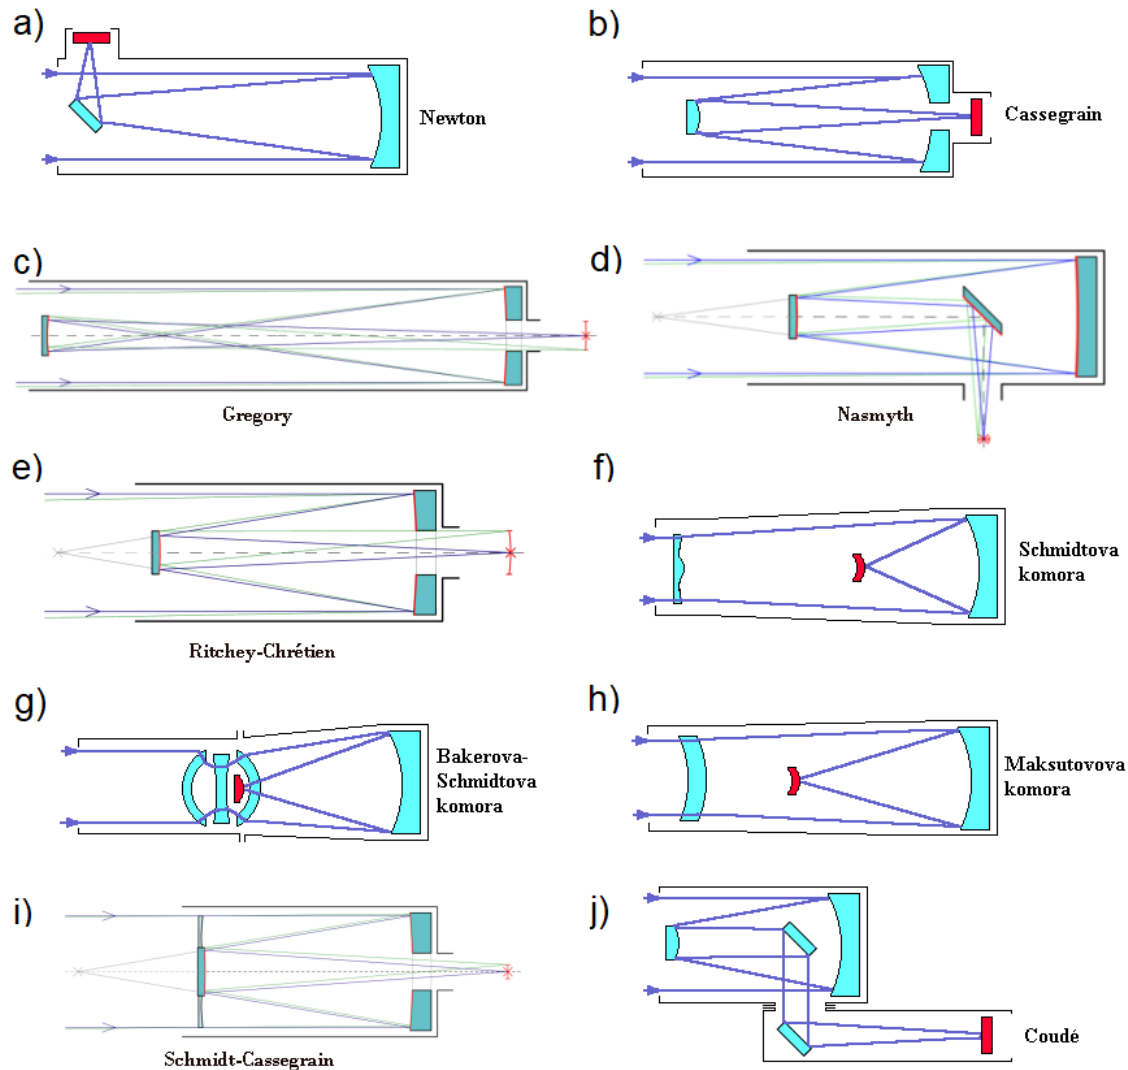 a)
Newton
b)
Cassegrain
c)
Gregory
d)
Nasmyth
e)
Ritchey-Chrétien
f)
Schmidtova
komora
g)
Bakerova-
Schmidtova
komora
h)
Maksutovova
komora
i)
Schmidt-Cassegrain
j)
Coudé